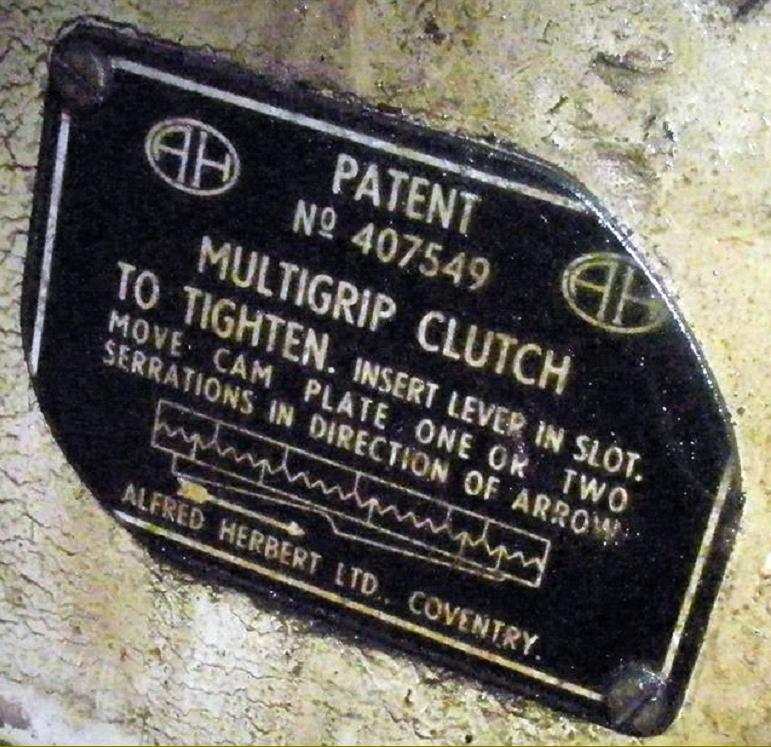 AH
PATENT
Nº 407549
AH
MULTIGRIP CLUTCH
TO TIGHTEN. INSERT LEVER IN SLOT.
MOVE CAM PLATE ONE OR TWO
SERRATIONS IN DIRECTION OF ARROW
ALFRED HERBERT LTD., COVENTRY.